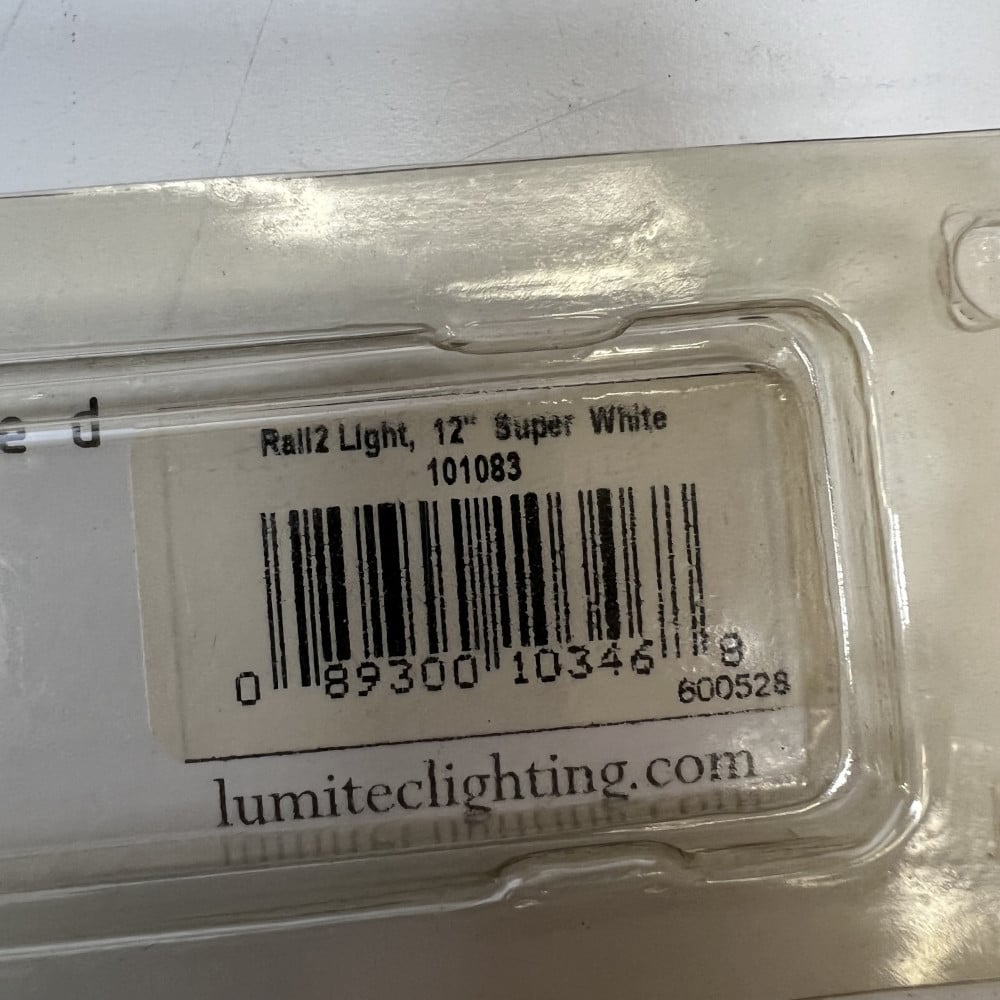 Rail2 Light, 12" Super White
101083
0 89300 10346 8
600528
lumiteclighting.com